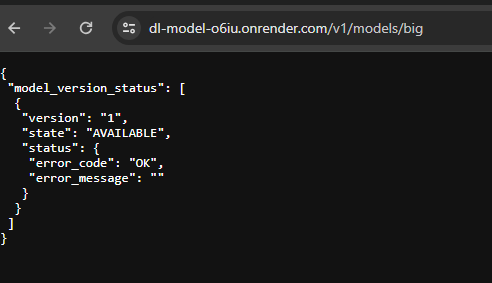 dl-model-o6iu.onrender.com/v1/models/big
{
 "model_version_status": [
  {
   "version": "1",
   "state": "AVAILABLE",
   "status": {
    "error_code": "OK",
    "error_message": ""
   }
  }
 ]
}